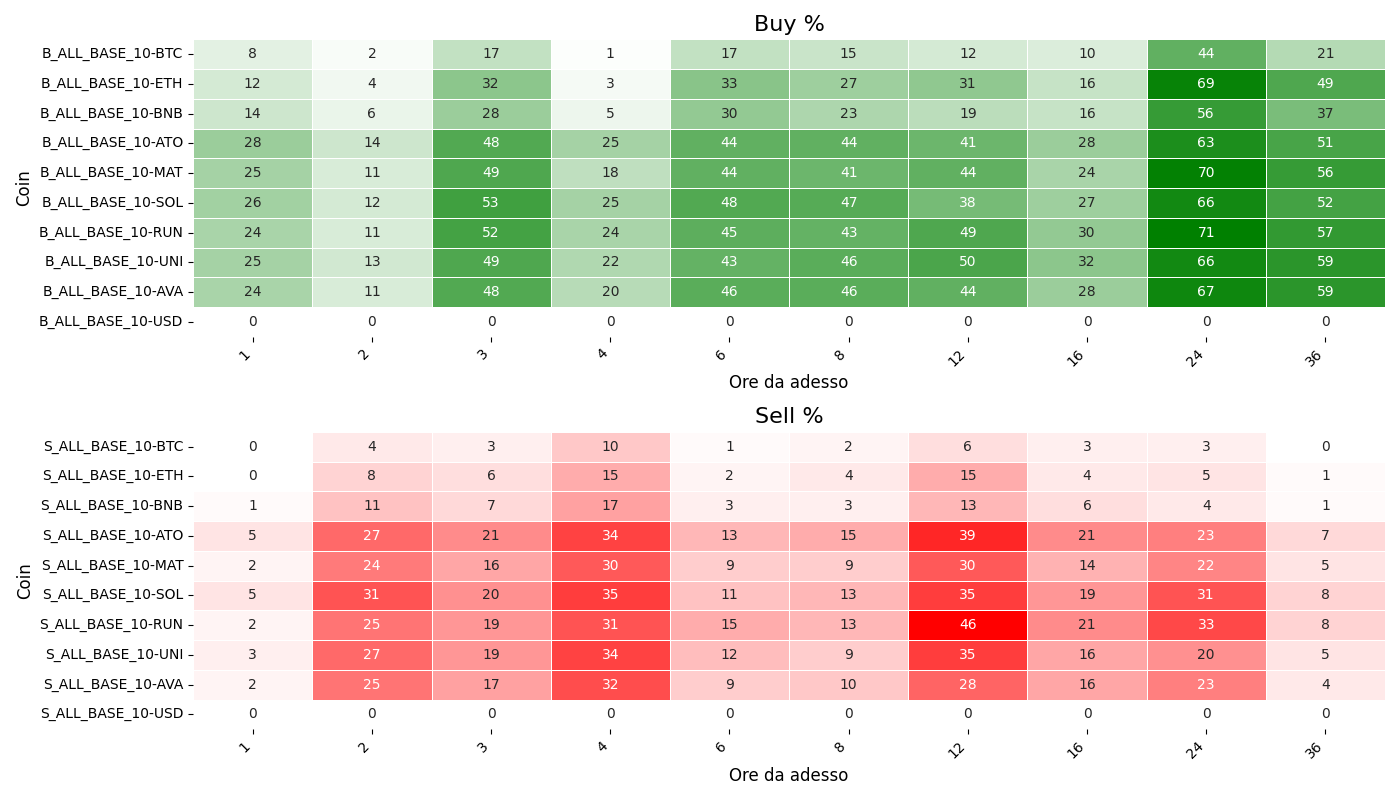 Buy %
Coin
B_ALL_BASE_10-BTC 8 2 17 1 17 15 12 10 44 21
B_ALL_BASE_10-ETH 12 4 32 3 33 27 31 16 69 49
B_ALL_BASE_10-BNB 14 6 28 5 30 23 19 16 56 37
B_ALL_BASE_10-ATO 28 14 48 25 44 44 41 28 63 51
B_ALL_BASE_10-MAT 25 11 49 18 44 41 44 24 70 56
B_ALL_BASE_10-SOL 26 12 53 25 48 47 38 27 66 52
B_ALL_BASE_10-RUN 24 11 52 24 45 43 49 30 71 57
B_ALL_BASE_10-UNI 25 13 49 22 43 46 50 32 66 59
B_ALL_BASE_10-AVA 24 11 48 20 46 46 44 28 67 59
B_ALL_BASE_10-USD 0 0 0 0 0 0 0 0 0 0
1 2 3 4 6 8 12 16 24 36
Ore da adesso
Sell %
Coin
S_ALL_BASE_10-BTC 0 4 3 10 1 2 6 3 3 0
S_ALL_BASE_10-ETH 0 8 6 15 2 4 15 4 5 1
S_ALL_BASE_10-BNB 1 11 7 17 3 3 13 6 4 1
S_ALL_BASE_10-ATO 5 27 21 34 13 15 39 21 23 7
S_ALL_BASE_10-MAT 2 24 16 30 9 9 30 14 22 5
S_ALL_BASE_10-SOL 5 31 20 35 11 13 35 19 31 8
S_ALL_BASE_10-RUN 2 25 19 31 15 13 46 21 33 8
S_ALL_BASE_10-UNI 3 27 19 34 12 9 35 16 20 5
S_ALL_BASE_10-AVA 2 25 17 32 9 10 28 16 23 4
S_ALL_BASE_10-USD 0 0 0 0 0 0 0 0 0 0
1 2 3 4 6 8 12 16 24 36
Ore da adesso